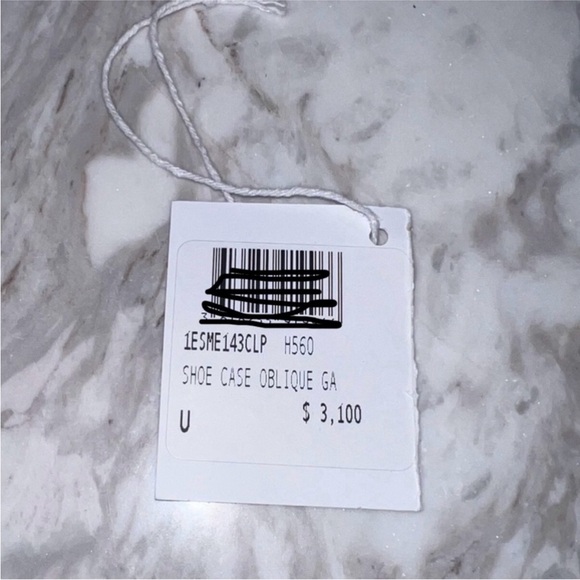 1ESME143CLP H560
SHOE CASE OBLIQUE GA
U $ 3,100